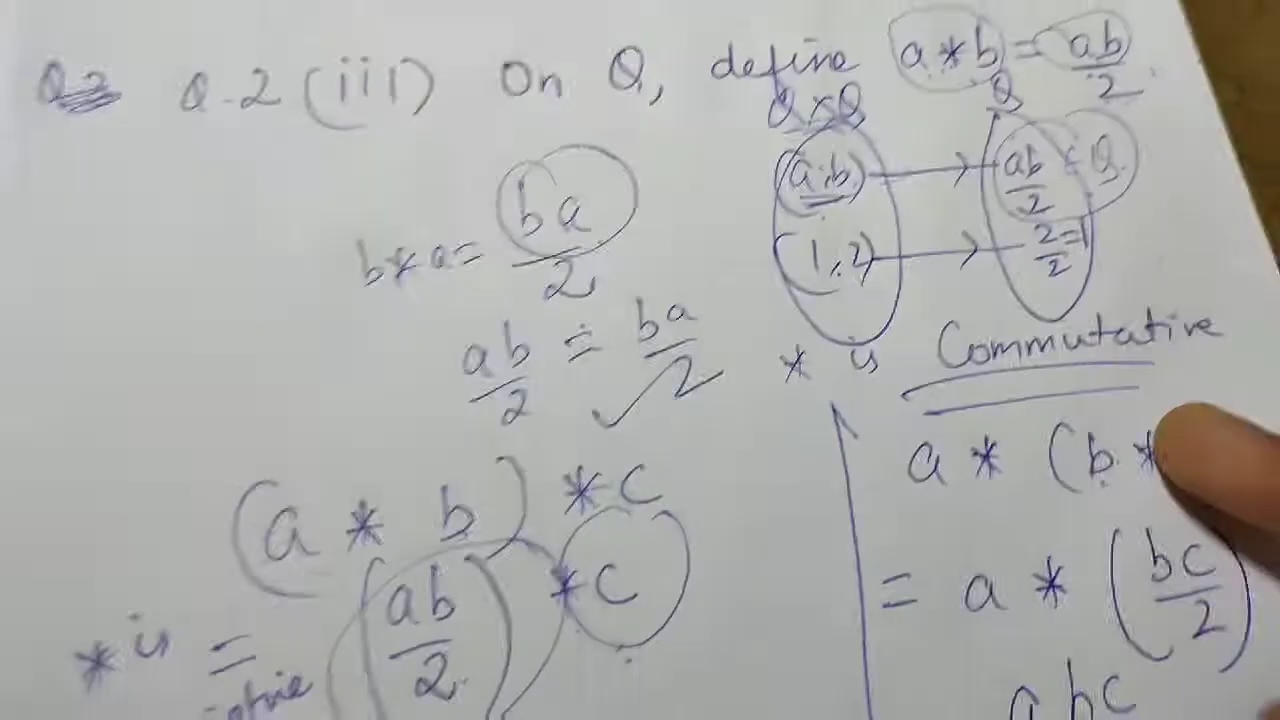 Q.2 (iii) On Q, define a * b = ab/2.
Q×Q Q
(a,b) → ab/2 ∈ Q.
b * a = ba/2
(1,2) → 2/2 = 1
ab/2 = ba/2 ✓
* is Commutative
(a * b) * c
a * (b *
* is = (ab/2) * c
= a * (bc/2)
abc